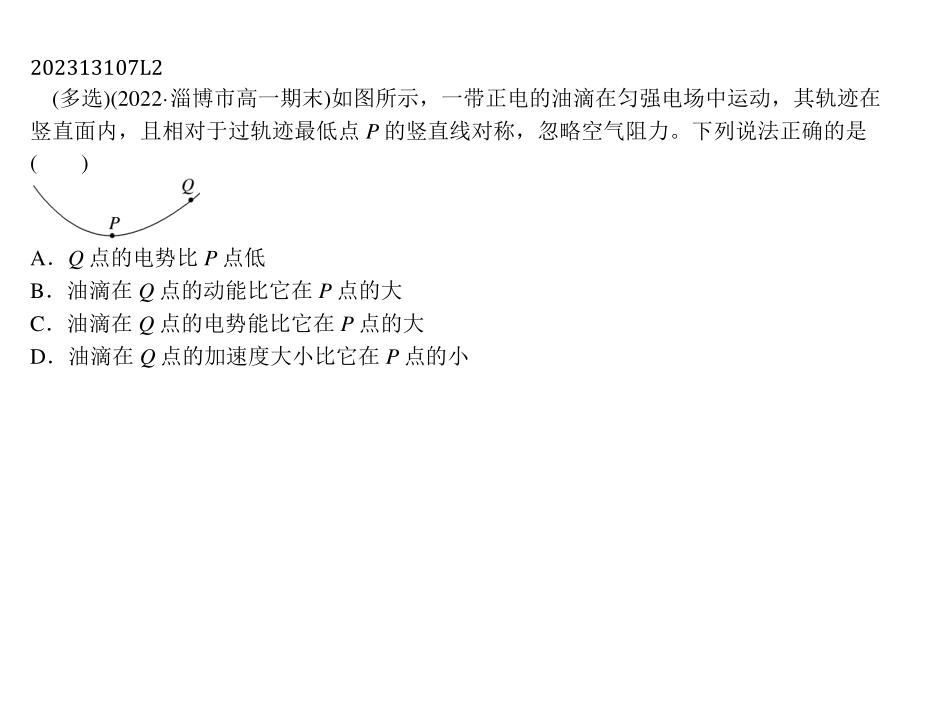 202313107L2
(多选)(2022·淄博市高一期末)如图所示，一带正电的油滴在匀强电场中运动，其轨迹在
竖直面内，且相对于过轨迹最低点 P 的竖直线对称，忽略空气阻力。下列说法正确的是
(　　)
Q
P
A．Q 点的电势比 P 点低
B．油滴在 Q 点的动能比它在 P 点的大
C．油滴在 Q 点的电势能比它在 P 点的大
D．油滴在 Q 点的加速度大小比它在 P 点的小